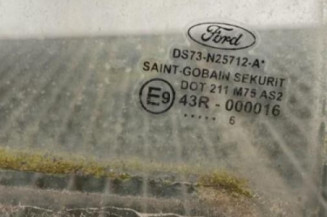 Ford
DS73-N25712-A*
SAINT-GOBAIN SEKURIT
DOT 211 M75 AS2
E9 43R - 000016
..... 6